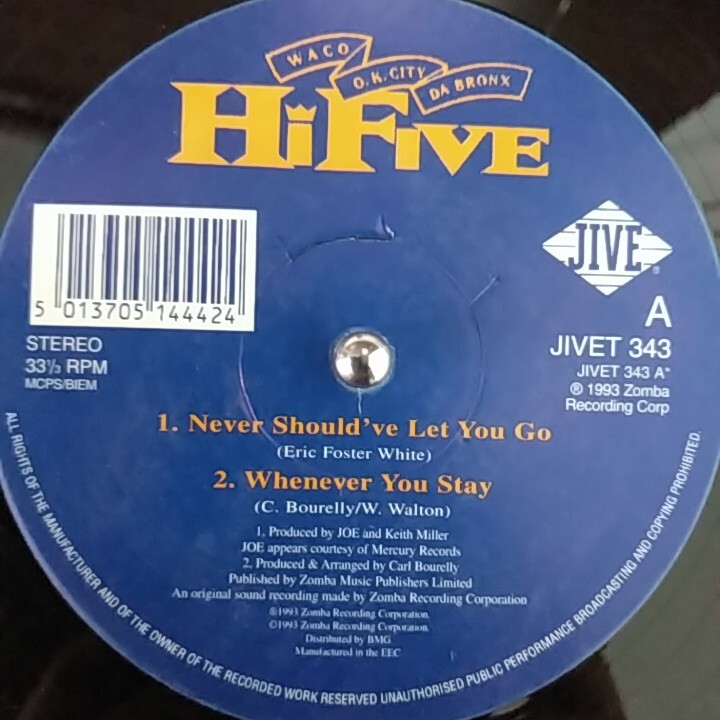 WACO
O.K. CITY
DA BRONX
HiFIVE
JIVE
®
5 013705 144424
A
STEREO
33⅓ RPM
MCPS/BIEM
JIVET 343
JIVET 343 A*
℗ 1993 Zomba
Recording Corp
1. Never Should've Let You Go
(Eric Foster White)
2. Whenever You Stay
(C. Bourelly/W. Walton)
1. Produced by JOE and Keith Miller
JOE appears courtesy of Mercury Records
2. Produced & Arranged by Carl Bourelly
Published by Zomba Music Publishers Limited
An original sound recording made by Zomba Recording Corporation
℗1993 Zomba Recording Corporation.
©1993 Zomba Recording Corporation.
Distributed by BMG.
Manufactured in the EEC
ALL RIGHTS OF THE MANUFACTURER AND OF THE OWNER OF THE RECORDED WORK RESERVED UNAUTHORISED PUBLIC PERFORMANCE BROADCASTING AND COPYING PROHIBITED.